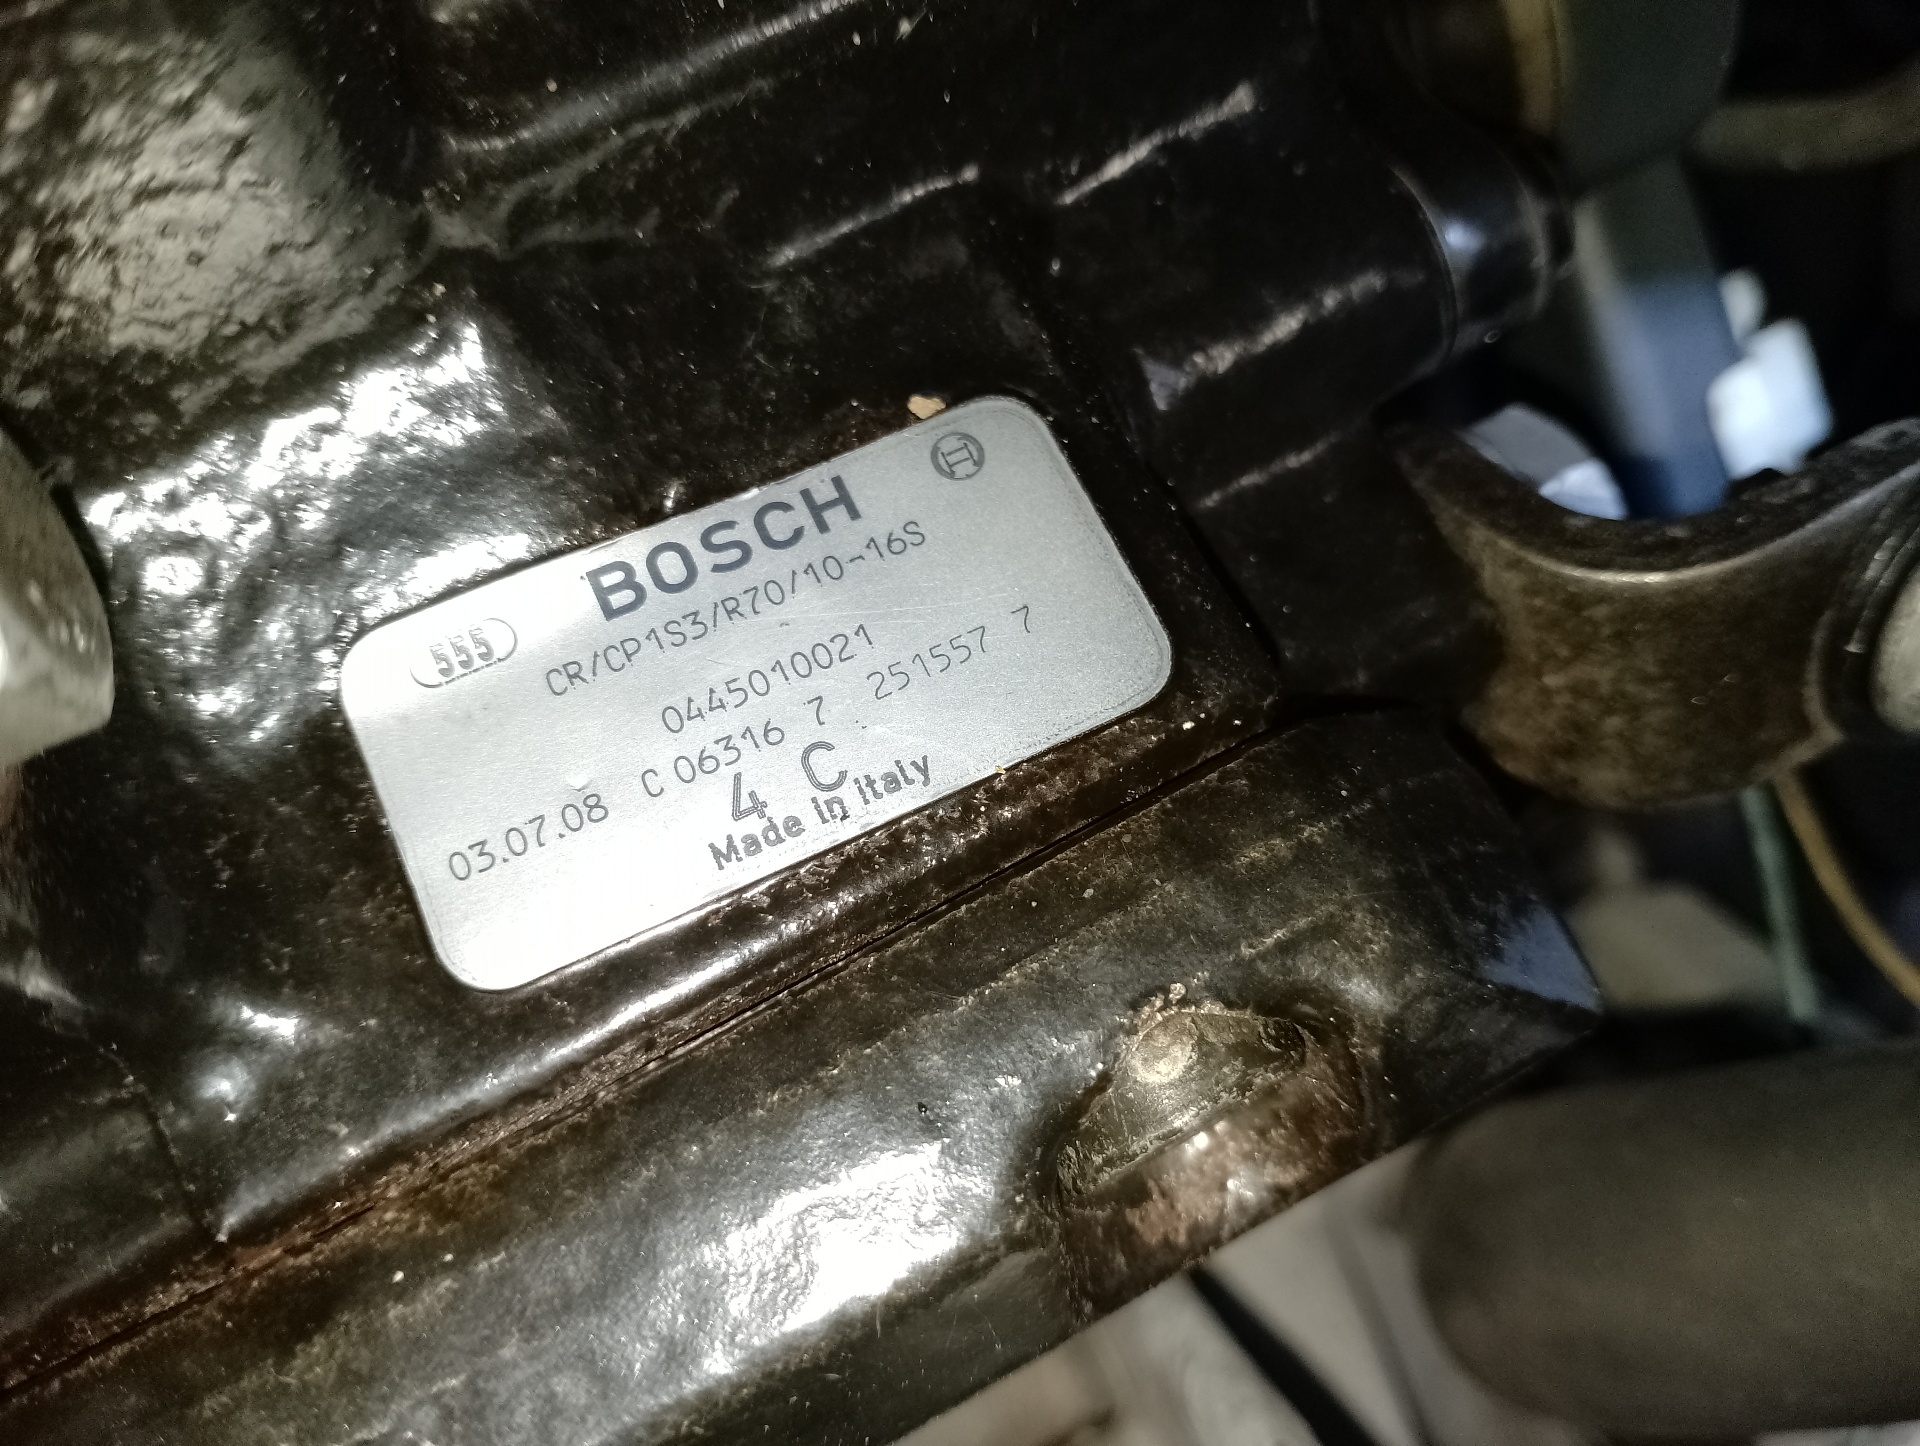 BOSCH
555
CR/CP1S3/R70/10-16S
0445010021
03.07.08 C 06316 7 251557 7
4 C
Made in Italy